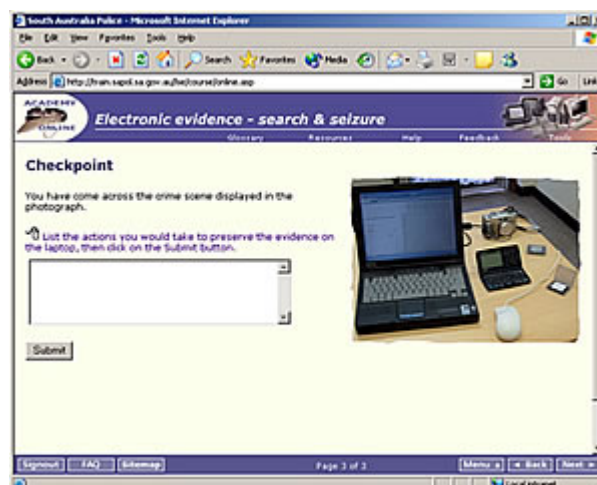 South Australia Police - Microsoft Internet Explorer
File Edit View Favorites Tools Help
Back Search Favorites Media
Address http://train.sapol.sa.gov.au/he/course/online.asp Go Link
ACADEMY
ONLINE
Electronic evidence - search & seizure
Glossary Resources Help Feedback Tools
Checkpoint
You have come across the crime scene displayed in the
photograph.
List the actions you would take to preserve the evidence on
the laptop, then click on the Submit button.
Submit
Signout FAQ Sitemap Page 3 of 3 Menu Back Next
Local intranet